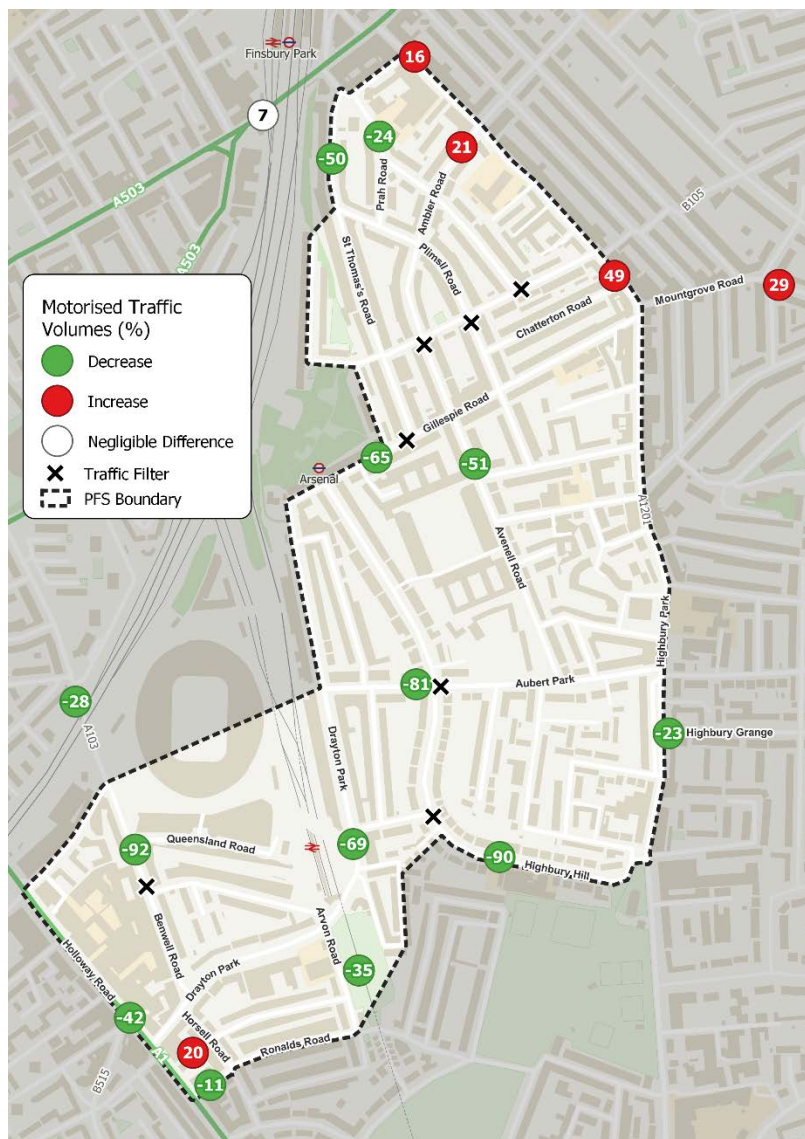 Finsbury Park
16
7
-24
21
-50
Prah Road
Ambler Road
A503
A503
B105
St Thomas's Road
Plimsll Road
49
29
Mountgrove Road
Chatterton Road
Motorised Traffic
Volumes (%)
Decrease
Increase
Negligible Difference
Traffic Filter
PFS Boundary
Gillespie Road
-65
-51
Arsenal
A1201
Avenell Road
Highbury Park
-81
Aubert Park
-28
A103
Drayton Park
-23
Highbury Grange
Queensland Road
-92
-69
-90
Highbury Hill
Benwell Road
Arvon Road
Holloway Road
Drayton Park
-35
-42
Horsell Road
A1
20
Ronalds Road
B515
-11